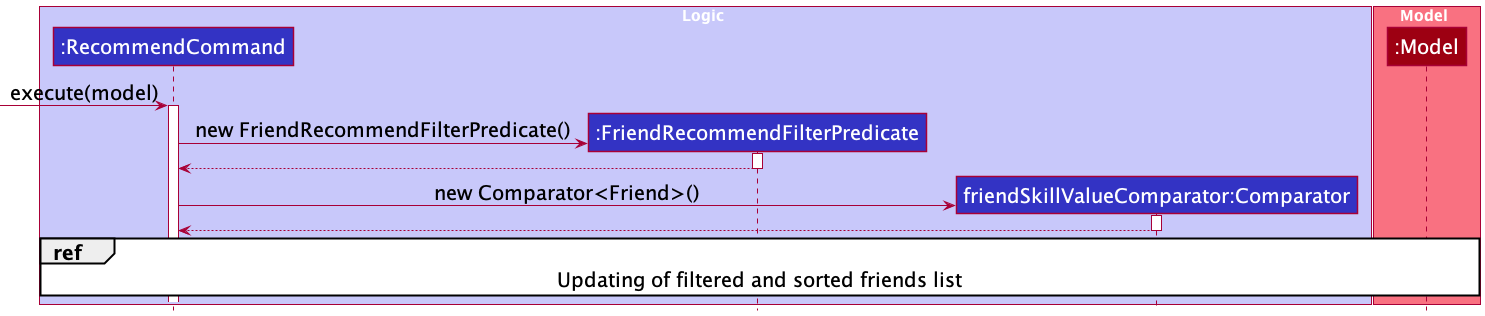 Logic
Model
:RecommendCommand
:Model
execute(model)
new FriendRecommendFilterPredicate()
:FriendRecommendFilterPredicate
new Comparator<Friend>()
friendSkillValueComparator:Comparator
ref
Updating of filtered and sorted friends list